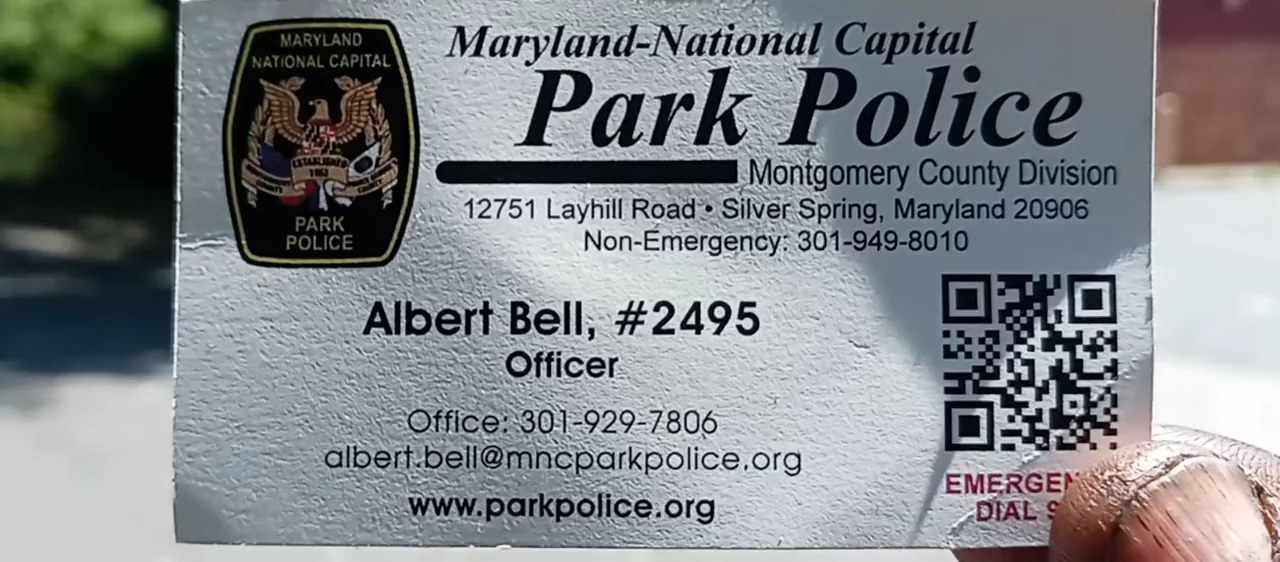 MARYLAND
NATIONAL CAPITAL
ESTABLISHED
PARK
POLICE
Maryland-National Capital
Park Police
Montgomery County Division
12751 Layhill Road • Silver Spring, Maryland 20906
Non-Emergency: 301-949-8010
Albert Bell, #2495
Officer
Office: 301-929-7806
albert.bell@mncparkpolice.org
www.parkpolice.org
DIAL